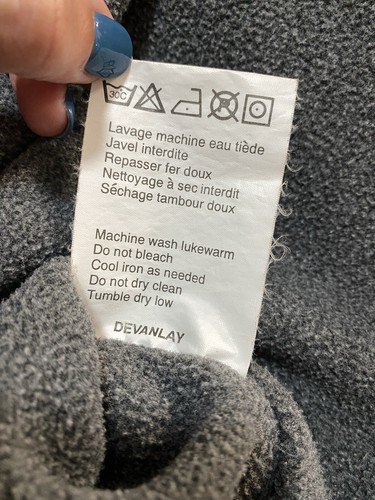 30C
Lavage machine eau tiède
Javel interdite
Repasser fer doux
Nettoyage à sec interdit
Séchage tambour doux
Machine wash lukewarm
Do not bleach
Cool iron as needed
Do not dry clean
Tumble dry low
DEVANLAY